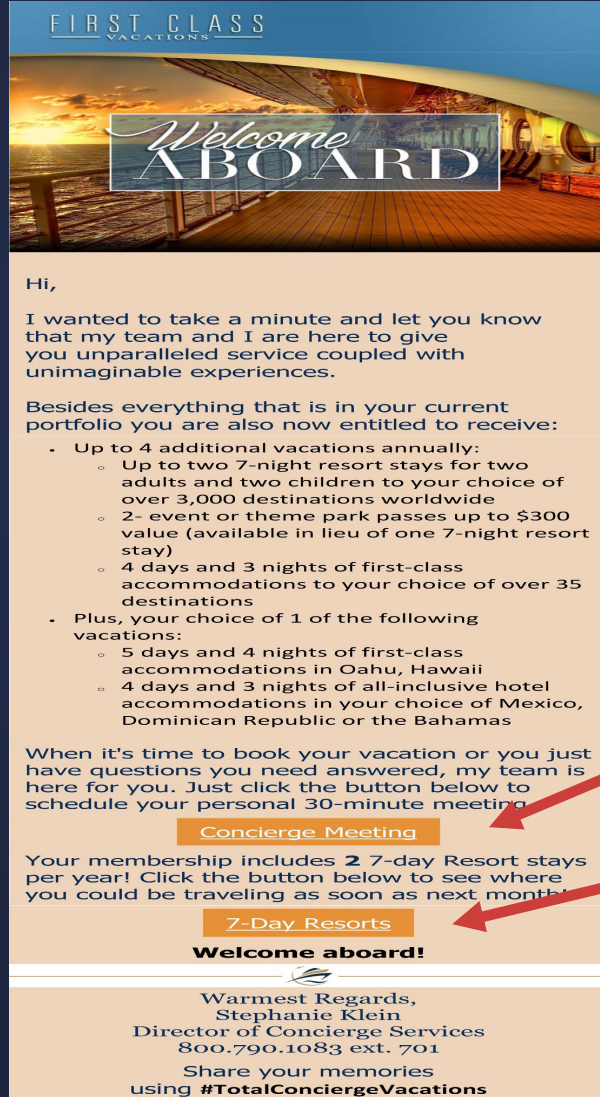 FIRST CLASS
VACATIONS
Welcome
ABOARD
Hi,
I wanted to take a minute and let you know
that my team and I are here to give
you unparalleled service coupled with
unimaginable experiences.
Besides everything that is in your current
portfolio you are also now entitled to receive:
• Up to 4 additional vacations annually:
◦ Up to two 7-night resort stays for two
adults and two children to your choice of
over 3,000 destinations worldwide
◦ 2- event or theme park passes up to $300
value (available in lieu of one 7-night resort
stay)
◦ 4 days and 3 nights of first-class
accommodations to your choice of over 35
destinations
• Plus, your choice of 1 of the following
vacations:
◦ 5 days and 4 nights of first-class
accommodations in Oahu, Hawaii
◦ 4 days and 3 nights of all-inclusive hotel
accommodations in your choice of Mexico,
Dominican Republic or the Bahamas
When it's time to book your vacation or you just
have questions you need answered, my team is
here for you. Just click the button below to
schedule your personal 30-minute meeting
Concierge Meeting
Your membership includes 2 7-day Resort stays
per year! Click the button below to see where
you could be traveling as soon as next month!
7-Day Resorts
Welcome aboard!
Warmest Regards,
Stephanie Klein
Director of Concierge Services
800.790.1083 ext. 701
Share your memories
using #TotalConciergeVacations